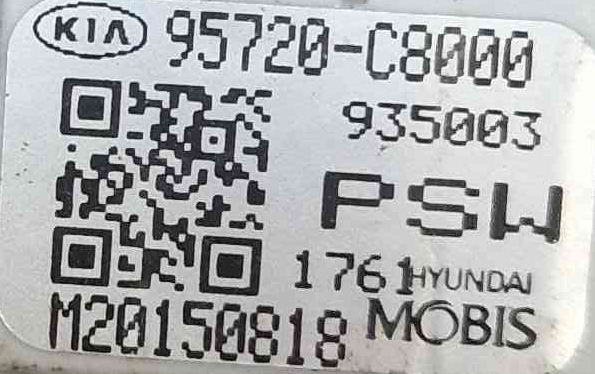 KIA 95720-C8000
935003
PSW
1761 HYUNDAI
M20150818 MOBIS